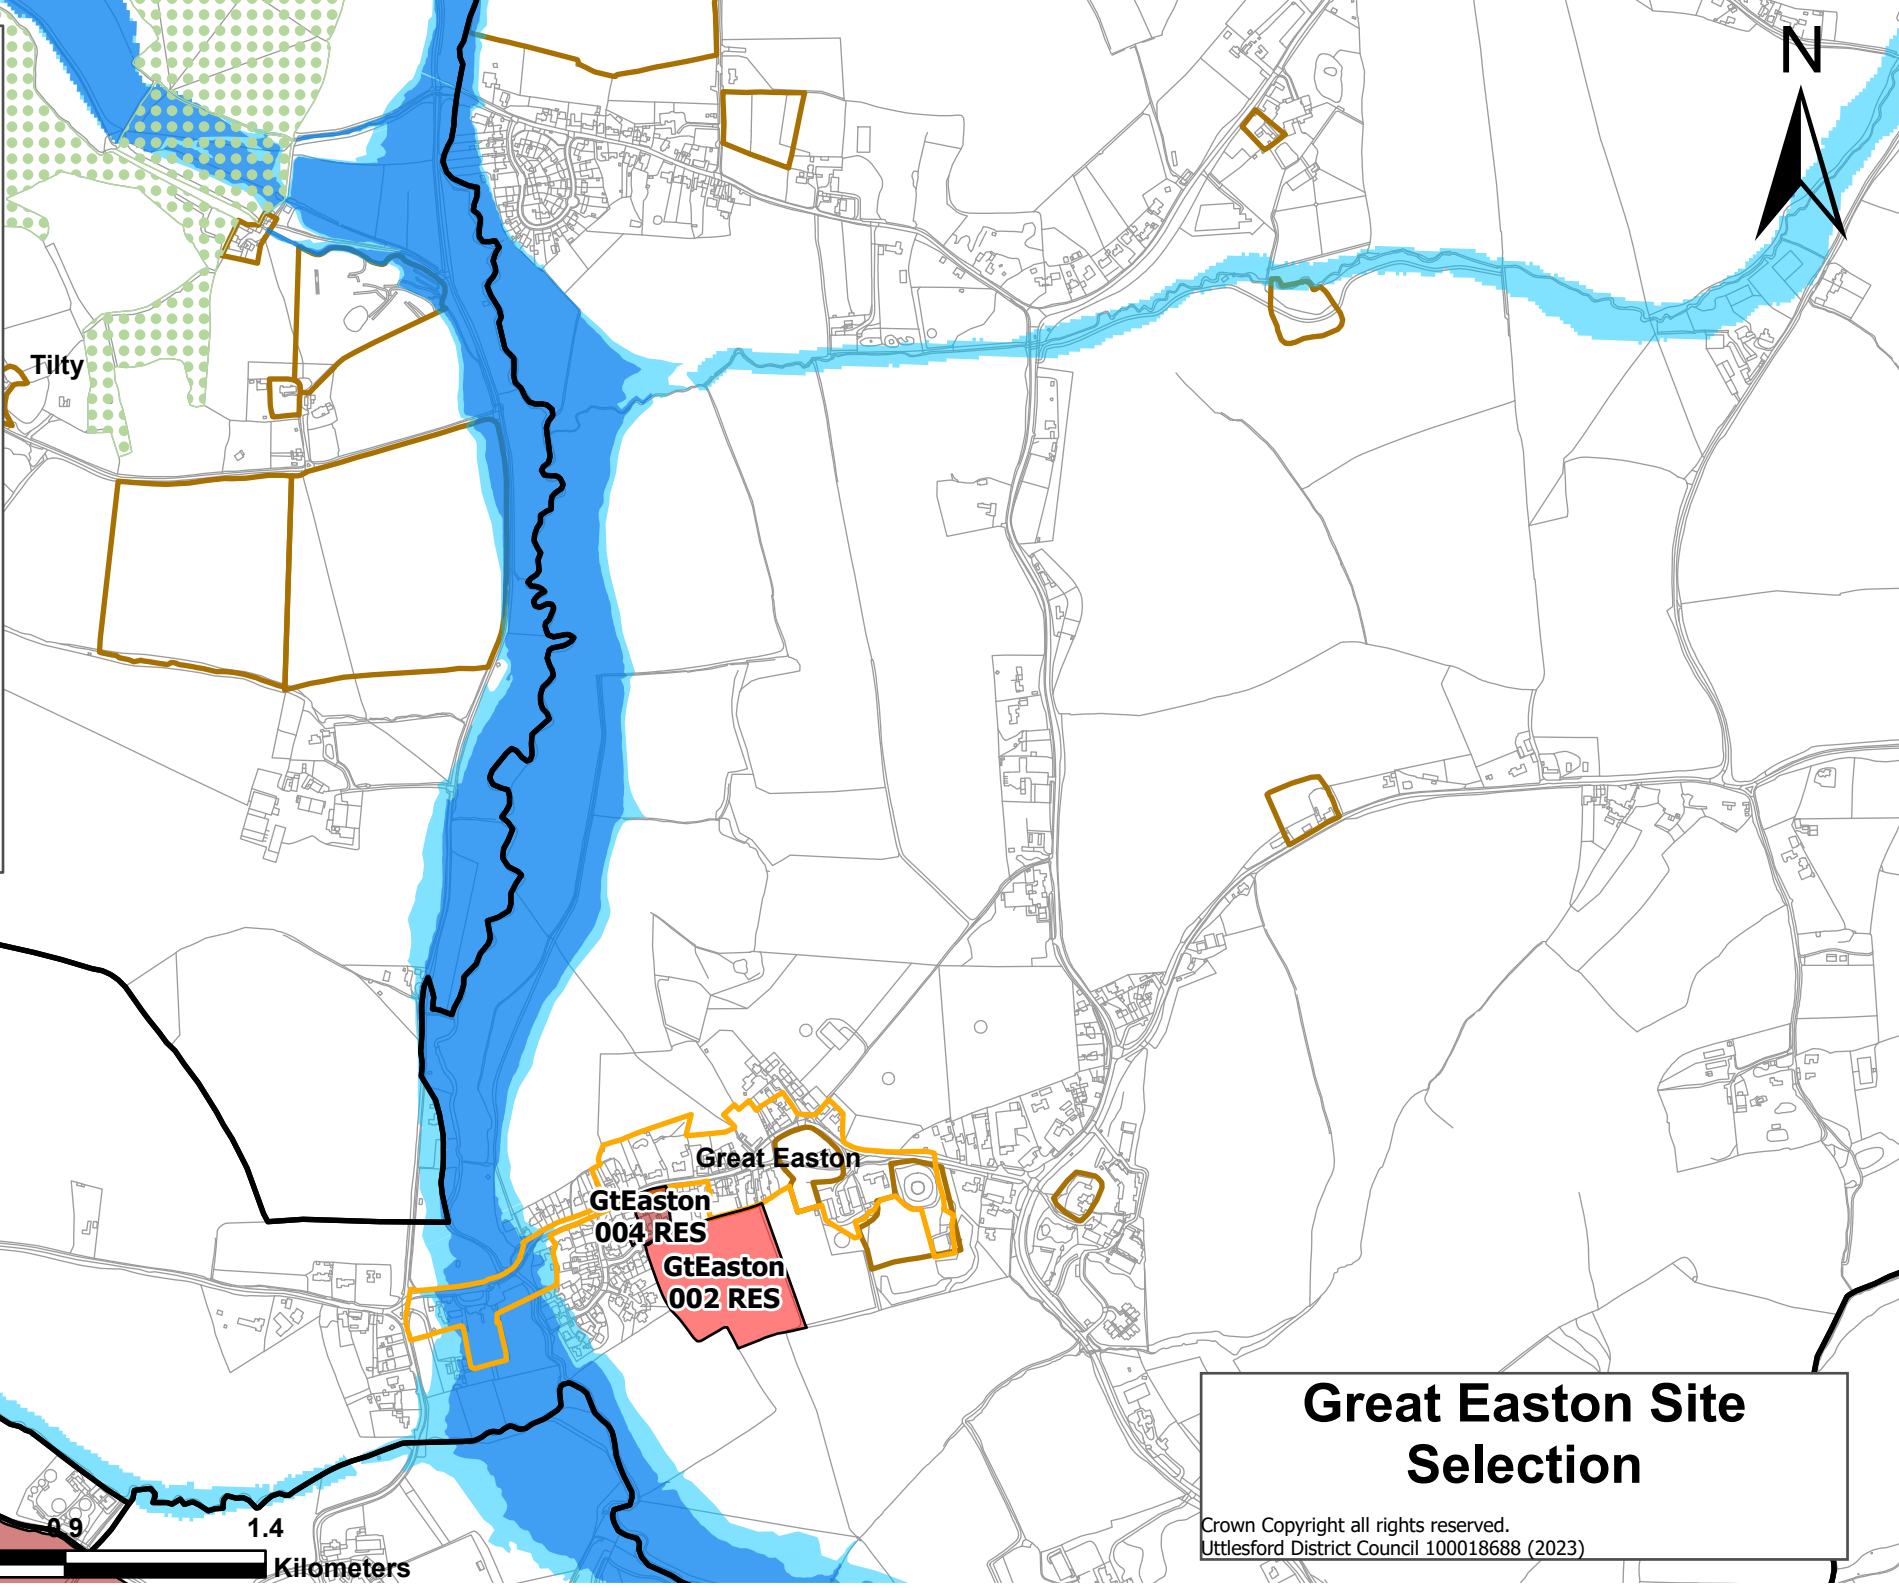 N
Tilty
Great Easton
GtEaston
004 RES
GtEaston
002 RES
Great Easton Site
Selection
Crown Copyright all rights reserved.
Uttlesford District Council 100018688 (2023)
0.9
1.4
Kilometers